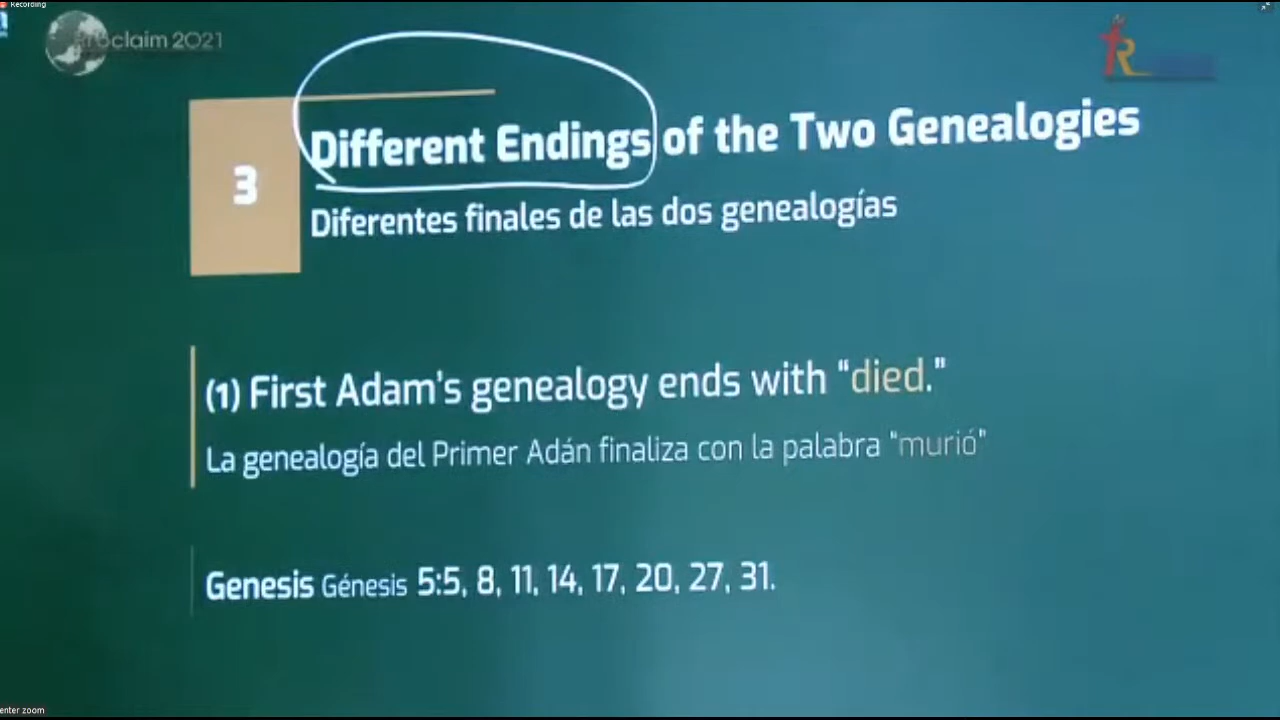 Recording
Proclaim 2021
R
3
Different Endings of the Two Genealogies
Diferentes finales de las dos genealogías
(1) First Adam's genealogy ends with "died."
La genealogía del Primer Adán finaliza con la palabra "murió"
Genesis Génesis 5:5, 8, 11, 14, 17, 20, 27, 31.
enter zoom